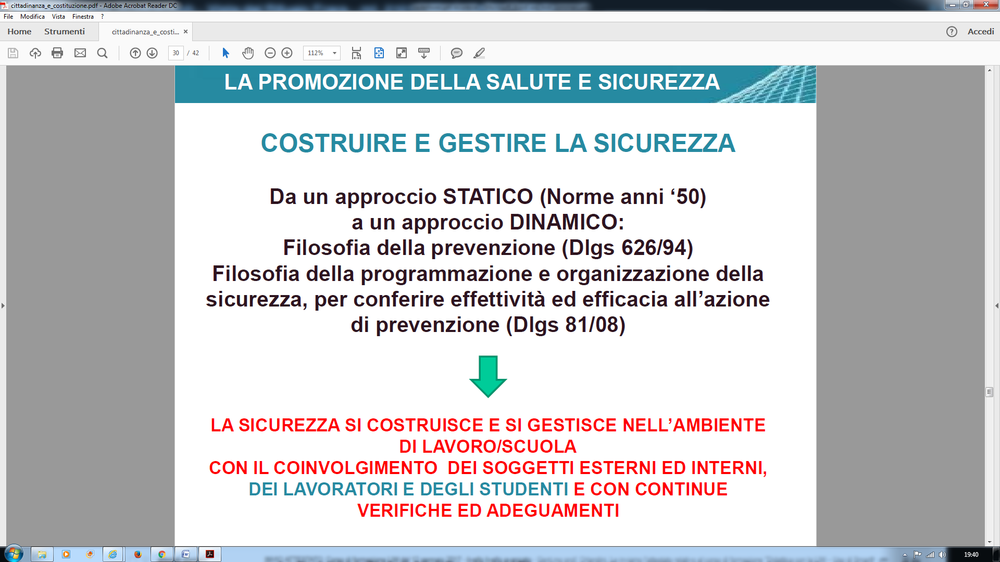 cittadinanza_e_costituzione.pdf - Adobe Acrobat Reader DC
File Modifica Vista Finestra ?
Home Strumenti cittadinanza_e_costi... × ? Accedi
30 / 42 112%
LA PROMOZIONE DELLA SALUTE E SICUREZZA
COSTRUIRE E GESTIRE LA SICUREZZA
Da un approccio STATICO (Norme anni ‘50)
a un approccio DINAMICO:
Filosofia della prevenzione (Dlgs 626/94)
Filosofia della programmazione e organizzazione della
sicurezza, per conferire effettività ed efficacia all’azione
di prevenzione (Dlgs 81/08)
LA SICUREZZA SI COSTRUISCE E SI GESTISCE NELL’AMBIENTE
DI LAVORO/SCUOLA
CON IL COINVOLGIMENTO DEI SOGGETTI ESTERNI ED INTERNI,
DEI LAVORATORI E DEGLI STUDENTI E CON CONTINUE
VERIFICHE ED ADEGUAMENTI
19:40